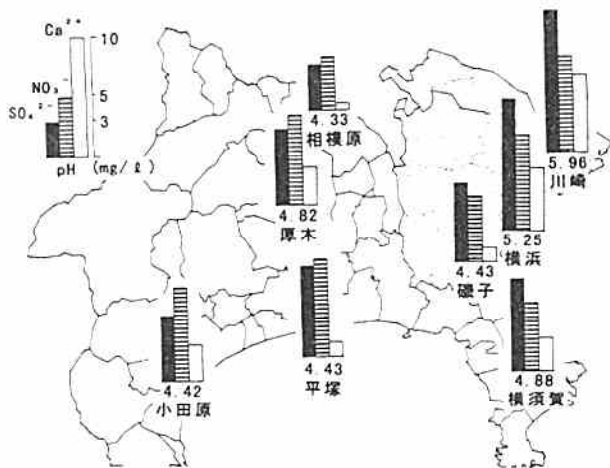 Ca²⁺
10
NO₃⁻
5
SO₄²⁻
3
pH (mg/ℓ)
4.33
相模原
5.96
川崎
4.82
厚木
5.25
横浜
4.43
磯子
4.42
小田原
4.43
平塚
4.88
横須賀